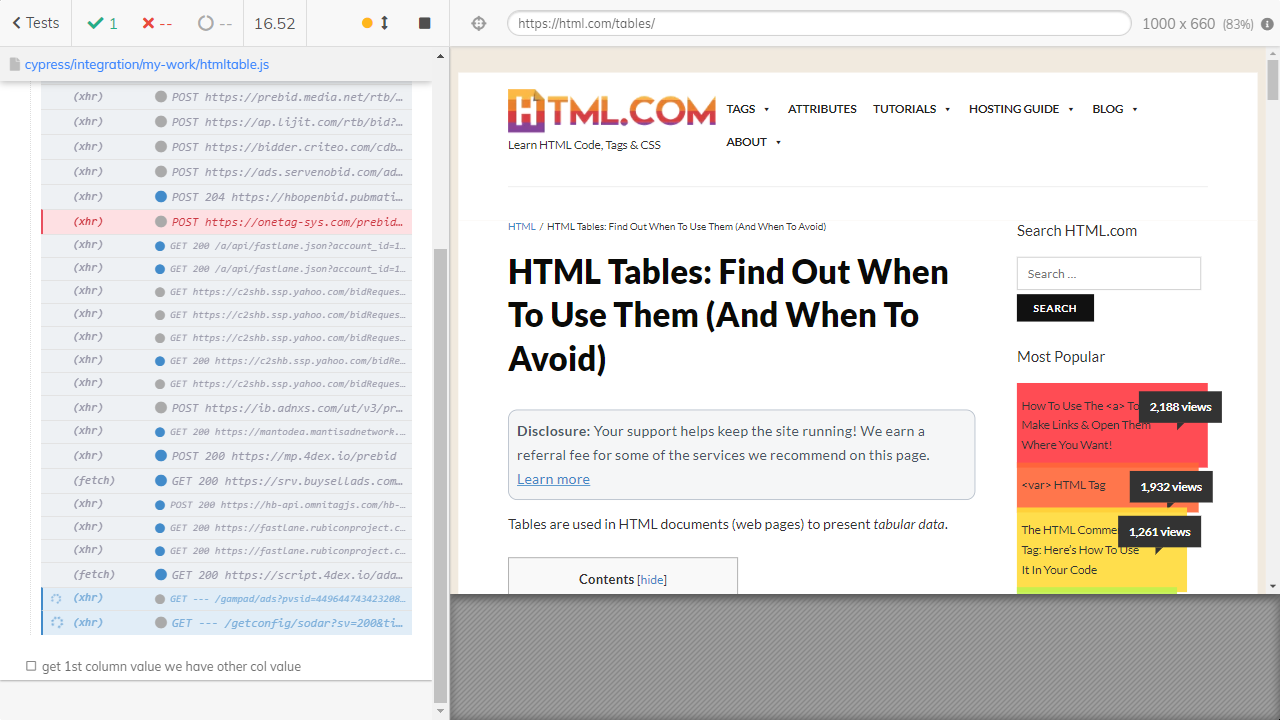 Tests
1
--
--
16.52
https://html.com/tables/
1000 x 660 (83%)
cypress/integration/my-work/htmltable.js
(xhr) POST https://prebid.media.net/rtb/…
(xhr) POST https://ap.lijit.com/rtb/bid?…
(xhr) POST https://bidder.criteo.com/cdb…
(xhr) POST https://ads.servenobid.com/ad…
(xhr) POST 204 https://hbopenbid.pubmati…
(xhr) POST https://onetag-sys.com/prebid…
(xhr) GET 200 /a/api/fastlane.json?account_id=1…
(xhr) GET 200 /a/api/fastlane.json?account_id=1…
(xhr) GET https://c2shb.ssp.yahoo.com/bidReques…
(xhr) GET https://c2shb.ssp.yahoo.com/bidReques…
(xhr) GET https://c2shb.ssp.yahoo.com/bidReques…
(xhr) GET 200 https://c2shb.ssp.yahoo.com/bidRe…
(xhr) GET https://c2shb.ssp.yahoo.com/bidReques…
(xhr) POST https://ib.adnxs.com/ut/v3/pr…
(xhr) GET 200 https://mantodea.mantisadnetwork.…
(xhr) POST 200 https://mp.4dex.io/preb…
(fetch) GET 200 https://srv.buysellads.com…
(xhr) POST 200 https://hb-api.omnitagjs.com/hb-…
(xhr) GET 200 https://fastlane.rubiconproject.c…
(xhr) GET 200 https://fastlane.rubiconproject.c…
(fetch) GET 200 https://script.4dex.io/ada…
(xhr) GET --- /gampad/ads?pvsid=449644743423208…
(xhr) GET --- /getconfig/sodar?sv=200&ti…
get 1st column value we have other col value
HTML.COM
Learn HTML Code, Tags & CSS
TAGS ATTRIBUTES TUTORIALS HOSTING GUIDE BLOG
ABOUT
HTML / HTML Tables: Find Out When To Use Them (And When To Avoid)
HTML Tables: Find Out When
To Use Them (And When To
Avoid)
Disclosure: Your support helps keep the site running! We earn a
referral fee for some of the services we recommend on this page.
Learn more
Tables are used in HTML documents (web pages) to present tabular data.
Contents [hide]
Search HTML.com
Search …
SEARCH
Most Popular
How To Use The <a> To
Make Links & Open Them
Where You Want!
2,188 views
<var> HTML Tag
1,932 views
The HTML Comme
Tag: Here's How To Use
It In Your Code
1,261 views